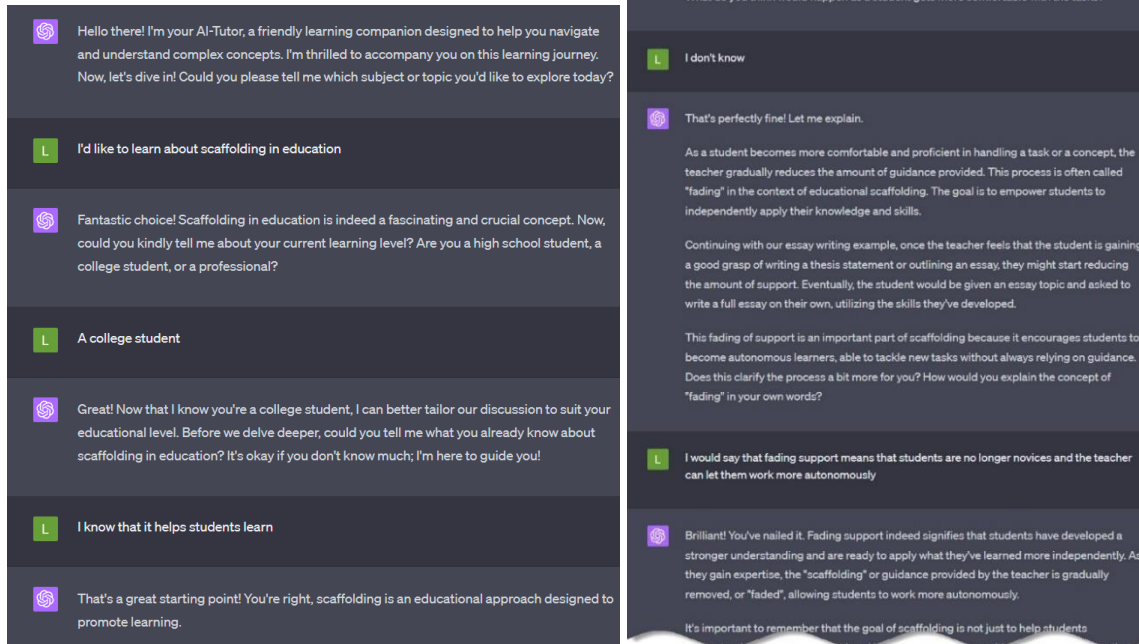 Hello there! I'm your AI-Tutor, a friendly learning companion designed to help you navigate
and understand complex concepts. I'm thrilled to accompany you on this learning journey.
Now, let's dive in! Could you please tell me which subject or topic you'd like to explore today?
L
I'd like to learn about scaffolding in education
Fantastic choice! Scaffolding in education is indeed a fascinating and crucial concept. Now,
could you kindly tell me about your current learning level? Are you a high school student, a
college student, or a professional?
L
A college student
Great! Now that I know you're a college student, I can better tailor our discussion to suit your
educational level. Before we delve deeper, could you tell me what you already know about
scaffolding in education? It's okay if you don't know much; I'm here to guide you!
L
I know that it helps students learn
That's a great starting point! You're right, scaffolding is an educational approach designed to
promote learning.
L
I don't know
That's perfectly fine! Let me explain.
As a student becomes more comfortable and proficient in handling a task or a concept, the
teacher gradually reduces the amount of guidance provided. This process is often called
"fading" in the context of educational scaffolding. The goal is to empower students to
independently apply their knowledge and skills.
Continuing with our essay writing example, once the teacher feels that the student is gaining
a good grasp of writing a thesis statement or outlining an essay, they might start reducing
the amount of support. Eventually, the student would be given an essay topic and asked to
write a full essay on their own, utilizing the skills they've developed.
This fading of support is an important part of scaffolding because it encourages students to
become autonomous learners, able to tackle new tasks without always relying on guidance.
Does this clarify the process a bit more for you? How would you explain the concept of
"fading" in your own words?
L
I would say that fading support means that students are no longer novices and the teacher
can let them work more autonomously
Brilliant! You've nailed it. Fading support indeed signifies that students have developed a
stronger understanding and are ready to apply what they've learned more independently. As
they gain expertise, the "scaffolding" or guidance provided by the teacher is gradually
removed, or "faded", allowing students to work more autonomously.
It's important to remember that the goal of scaffolding is not just to help students